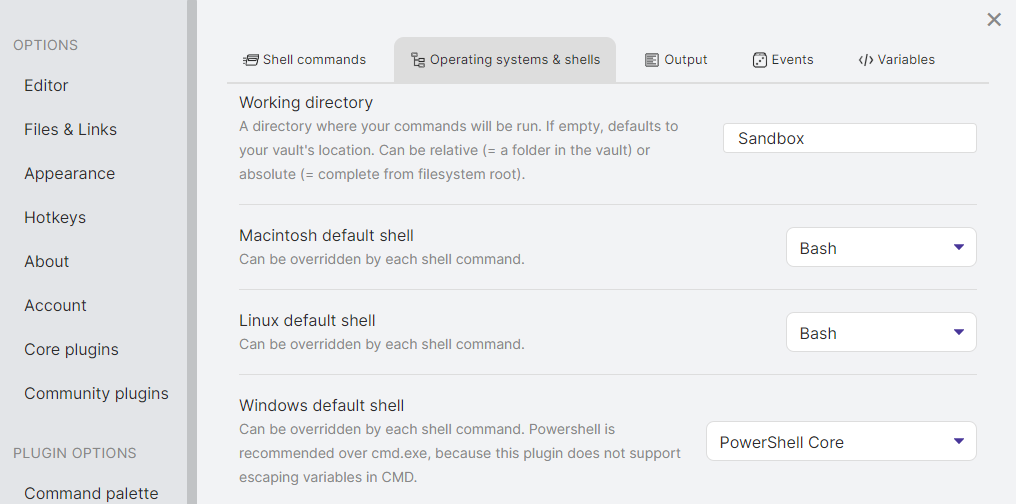 OPTIONS
Editor
Files & Links
Appearance
Hotkeys
About
Account
Core plugins
Community plugins
PLUGIN OPTIONS
Command palette
Shell commands
Operating systems & shells
Output
Events
Variables
Working directory
A directory where your commands will be run. If empty, defaults to
your vault's location. Can be relative (= a folder in the vault) or
absolute (= complete from filesystem root).
Sandbox
Macintosh default shell
Can be overridden by each shell command.
Bash
Linux default shell
Can be overridden by each shell command.
Bash
Windows default shell
Can be overridden by each shell command. Powershell is
recommended over cmd.exe, because this plugin does not support
escaping variables in CMD.
PowerShell Core